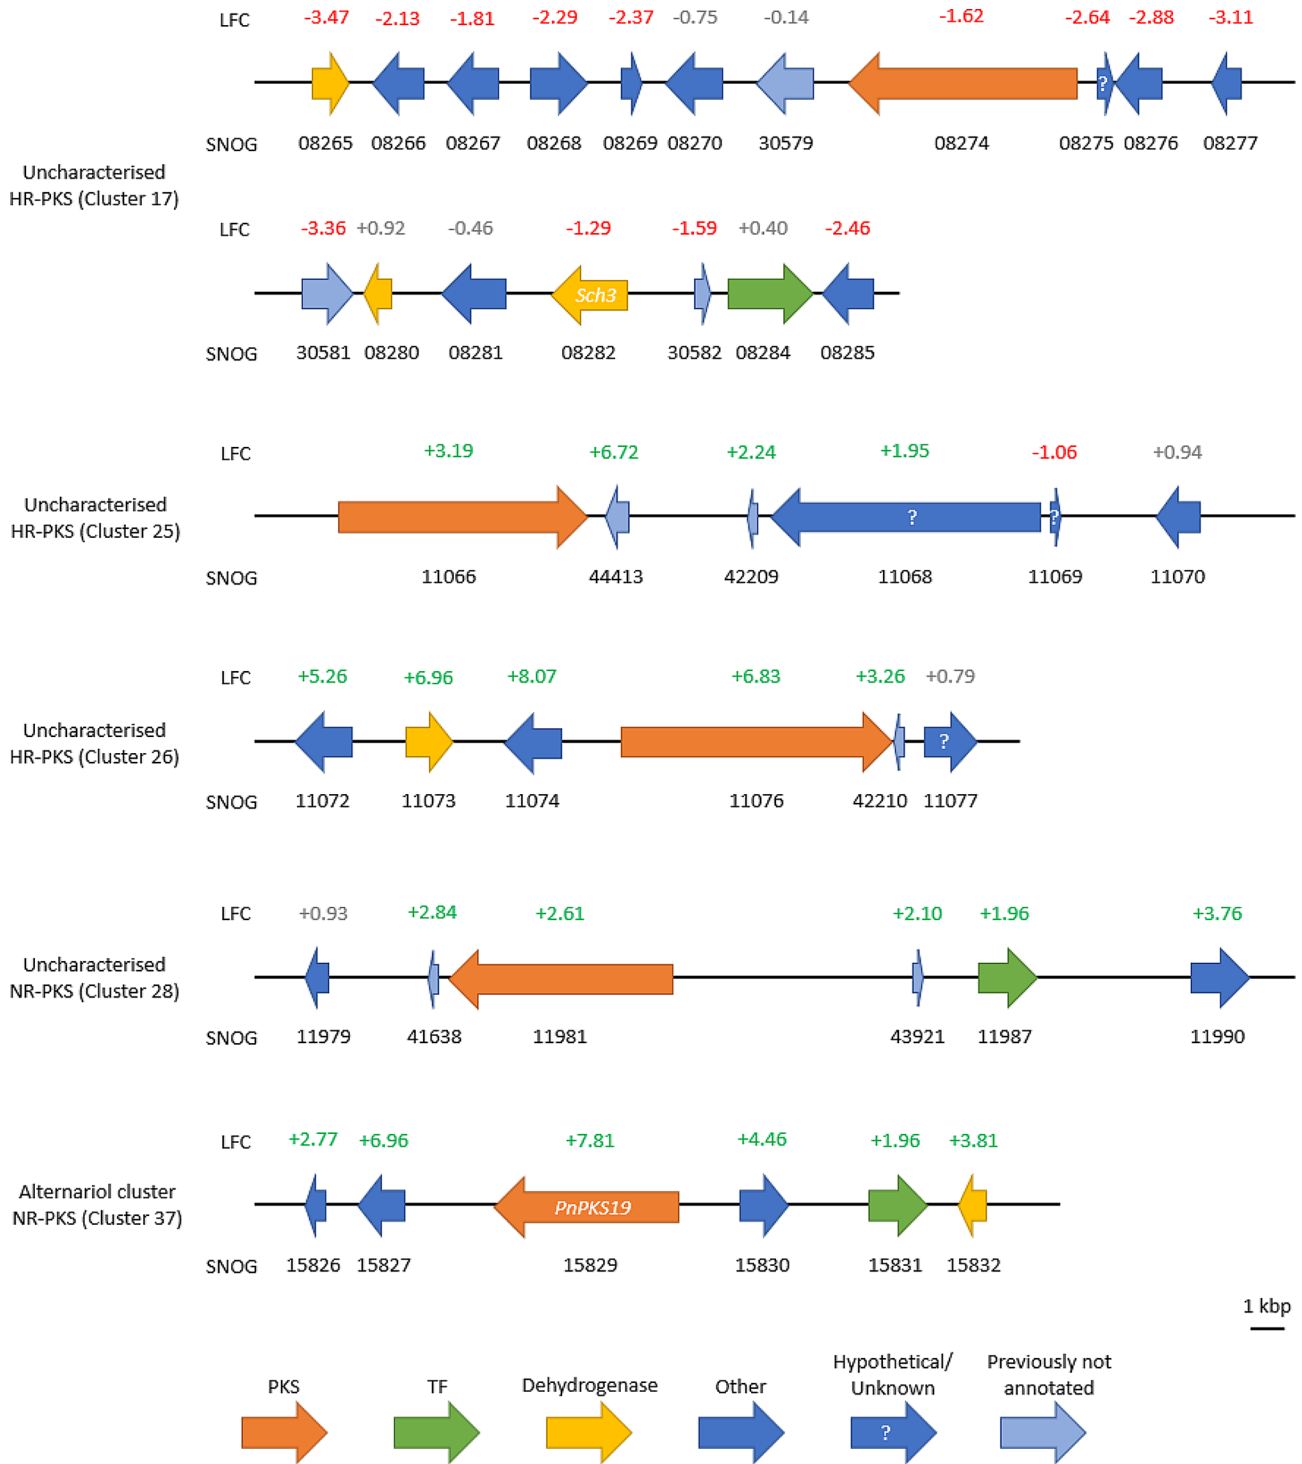 LFC -3.47 -2.13 -1.81 -2.29 -2.37 -0.75 -0.14 -1.62 -2.64 -2.88 -3.11
?
SNOG 08265 08266 08267 08268 08269 08270 30579 08274 08275 08276 08277
Uncharacterised
HR-PKS (Cluster 17)
LFC -3.36 +0.92 -0.46 -1.29 -1.59 +0.40 -2.46
Sch3
SNOG 30581 08280 08281 08282 30582 08284 08285
LFC +3.19 +6.72 +2.24 +1.95 -1.06 +0.94
Uncharacterised
HR-PKS (Cluster 25)
? ?
SNOG 11066 44413 42209 11068 11069 11070
LFC +5.26 +6.96 +8.07 +6.83 +3.26 +0.79
Uncharacterised
HR-PKS (Cluster 26)
?
SNOG 11072 11073 11074 11076 42210 11077
LFC +0.93 +2.84 +2.61 +2.10 +1.96 +3.76
Uncharacterised
NR-PKS (Cluster 28)
SNOG 11979 41638 11981 43921 11987 11990
LFC +2.77 +6.96 +7.81 +4.46 +1.96 +3.81
Alternariol cluster
NR-PKS (Cluster 37)
PnPKS19
SNOG 15826 15827 15829 15830 15831 15832
1 kbp
PKS TF Dehydrogenase Other Hypothetical/
Unknown Previously not
annotated
?